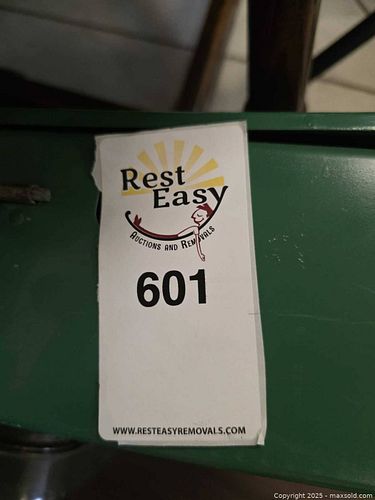 Rest
Easy
AUCTIONS AND REMOVALS
601
WWW.RESTEASYREMOVALS.COM
Copyright 2025 - maxsold.com